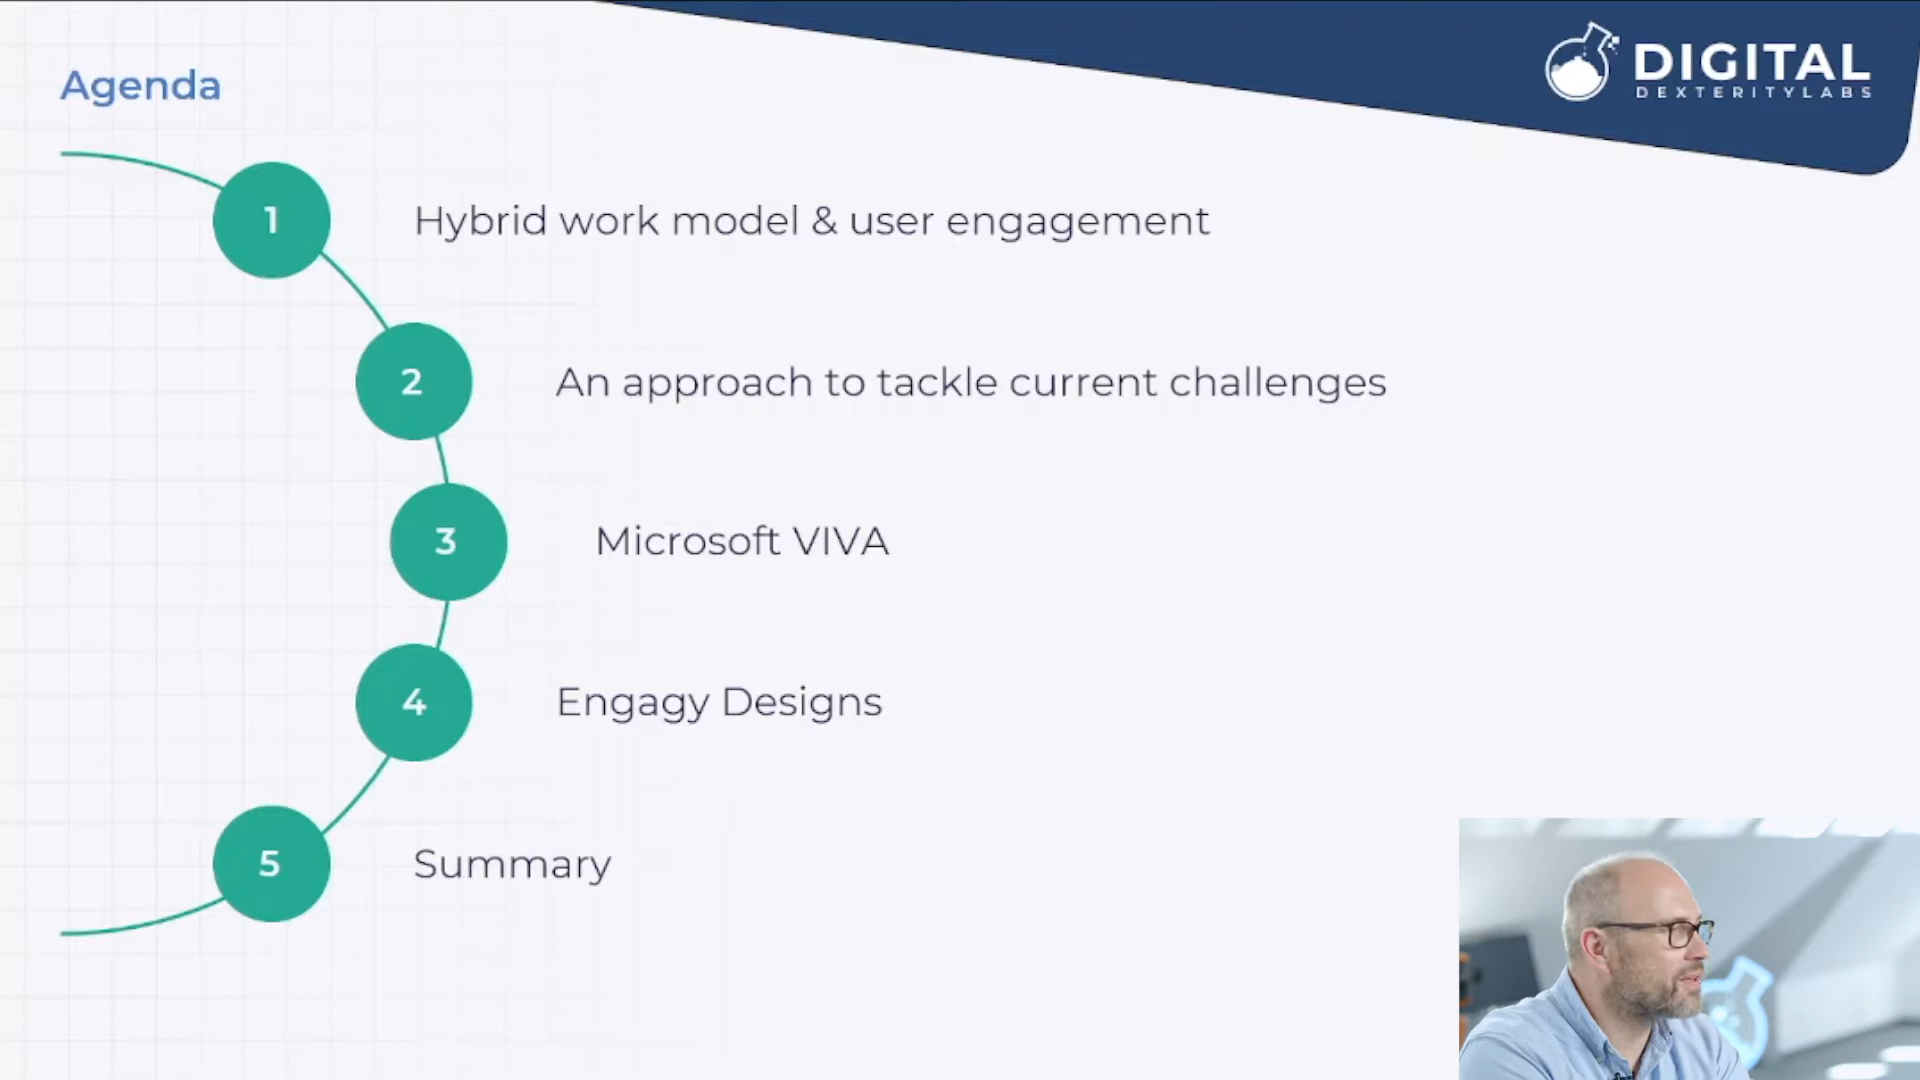 Agenda
DIGITAL
DEXTERITYLABS
1
Hybrid work model & user engagement
2
An approach to tackle current challenges
3
Microsoft VIVA
4
Engagy Designs
5
Summary